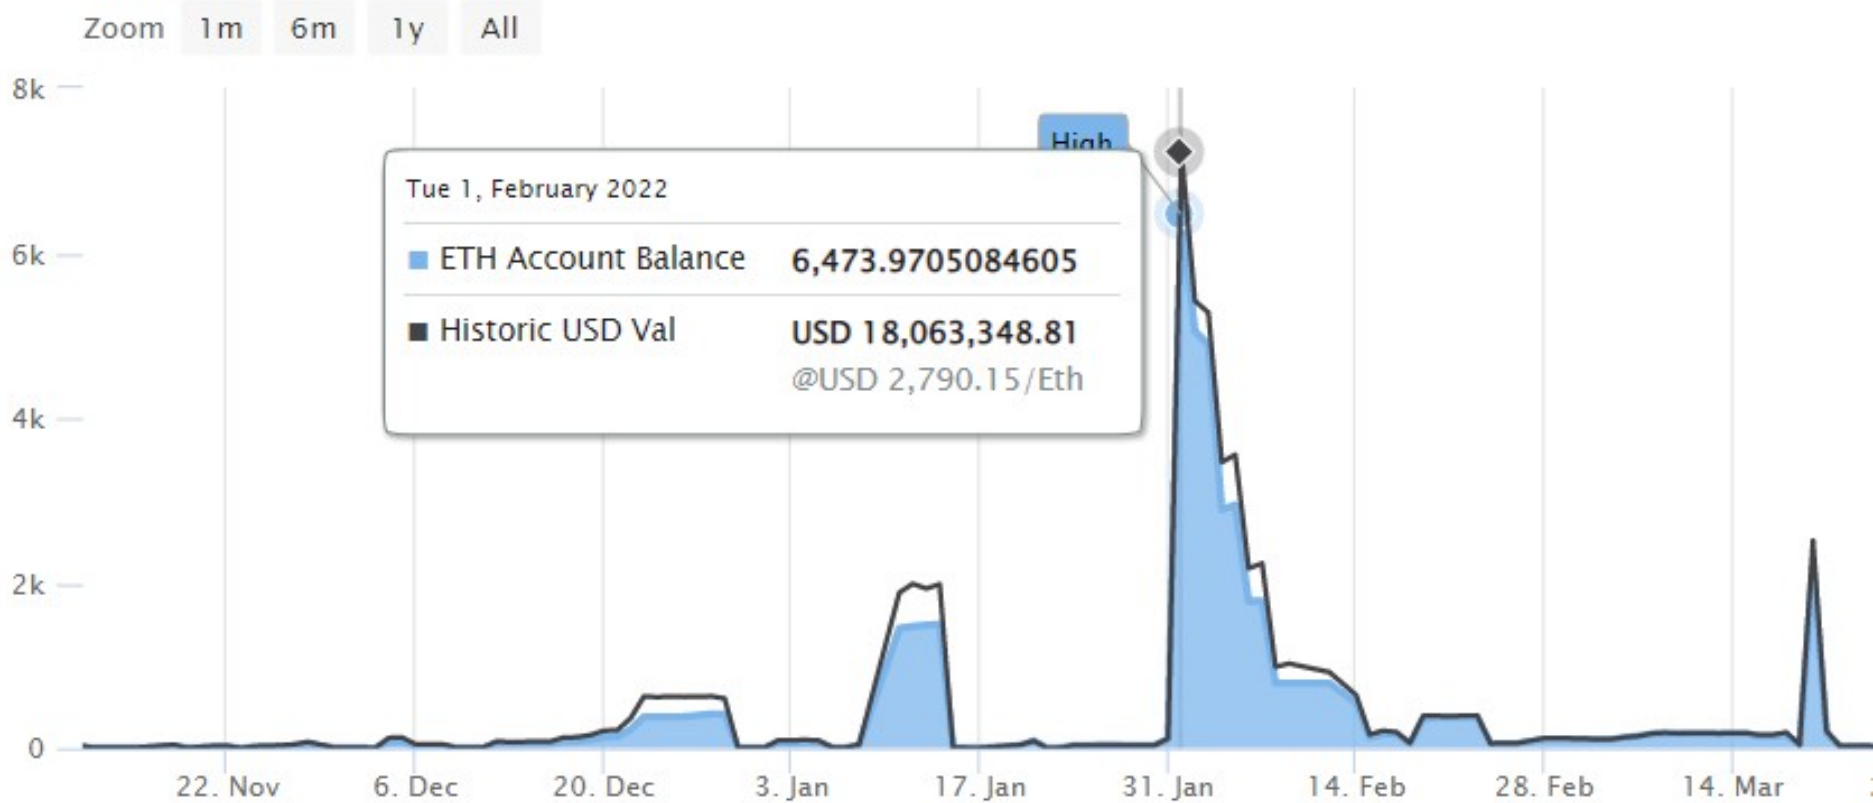 Zoom 1m 6m 1y All
8k
High
Tue 1, February 2022
ETH Account Balance 6,473.9705084605
6k
Historic USD Val USD 18,063,348.81
@USD 2,790.15/Eth
4k
2k
0
22. Nov 6. Dec 20. Dec 3. Jan 17. Jan 31. Jan 14. Feb 28. Feb 14. Mar